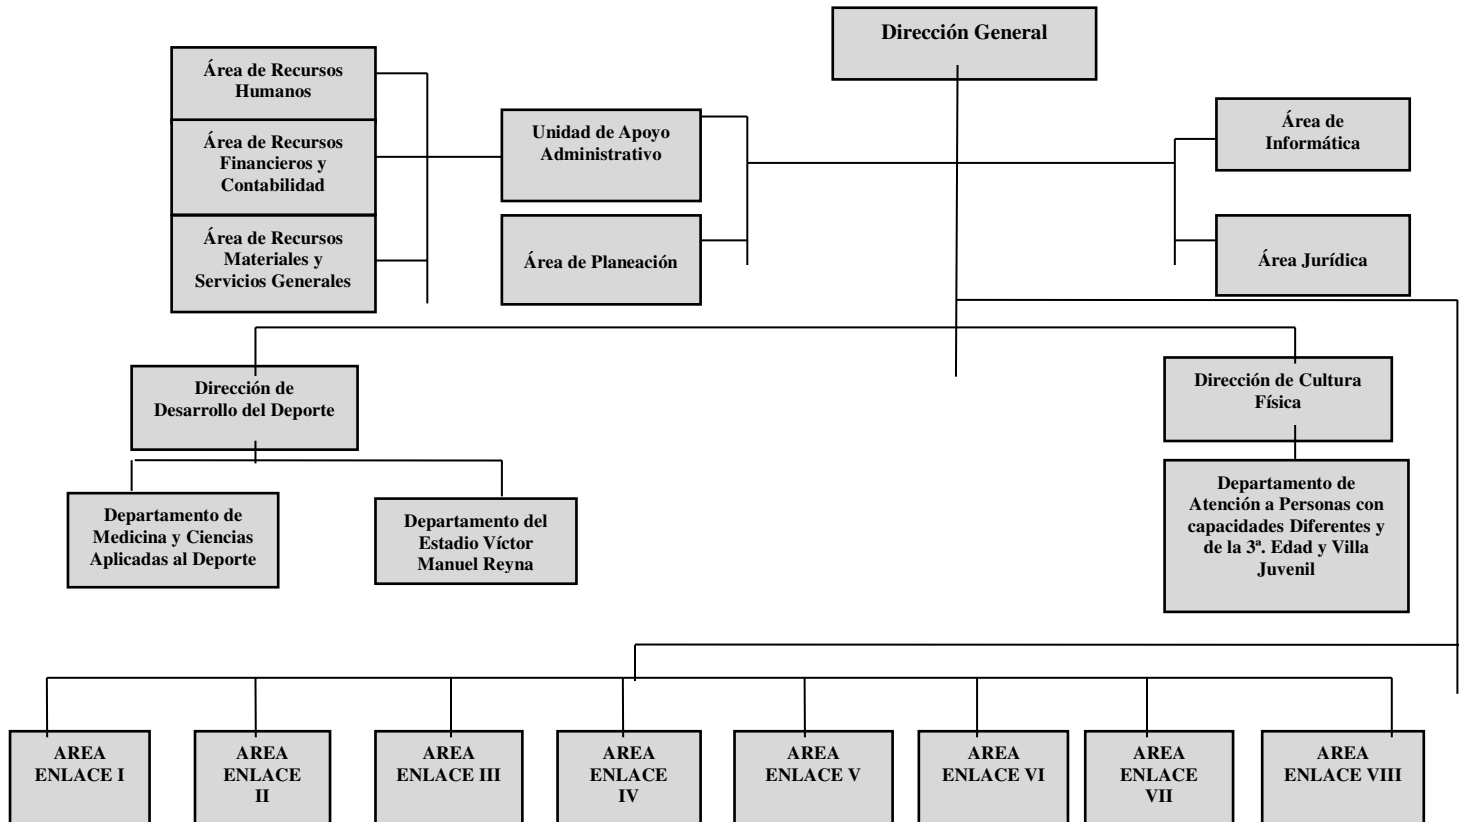 Dirección General
Área de Recursos
Humanos
Área de Recursos
Financieros y
Contabilidad
Área de Recursos
Materiales y
Servicios Generales
Unidad de Apoyo
Administrativo
Área de Planeación
Área de
Informática
Área Jurídica
Dirección de
Desarrollo del Deporte
Dirección de Cultura
Física
Departamento de
Medicina y Ciencias
Aplicadas al Deporte
Departamento del
Estadio Víctor
Manuel Reyna
Departamento de
Atención a Personas con
capacidades Diferentes y
de la 3ª. Edad y Villa
Juvenil
AREA
ENLACE I
AREA
ENLACE
II
AREA
ENLACE III
AREA
ENLACE
IV
AREA
ENLACE V
AREA
ENLACE VI
AREA
ENLACE
VII
AREA
ENLACE VIII